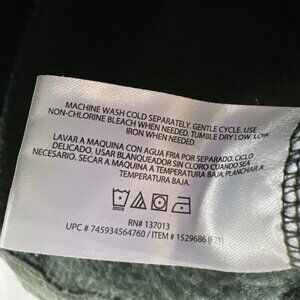 MACHINE WASH COLD SEPARATELY. GENTLE CYCLE. USE
NON-CHLORINE BLEACH WHEN NEEDED. TUMBLE DRY LOW. LOW
IRON WHEN NEEDED.
LAVAR A MAQUINA CON AGUA FRIA POR SEPARADO. CICLO
DELICADO. USAR BLANQUEADOR SIN CLORO CUANDO SEA
NECESARIO. SECAR A MAQUINA A TEMPERATURA BAJA. PLANCHAR A
TEMPERATURA BAJA.
RN# 137013
UPC # 745934564760 / ITEM # 1529686